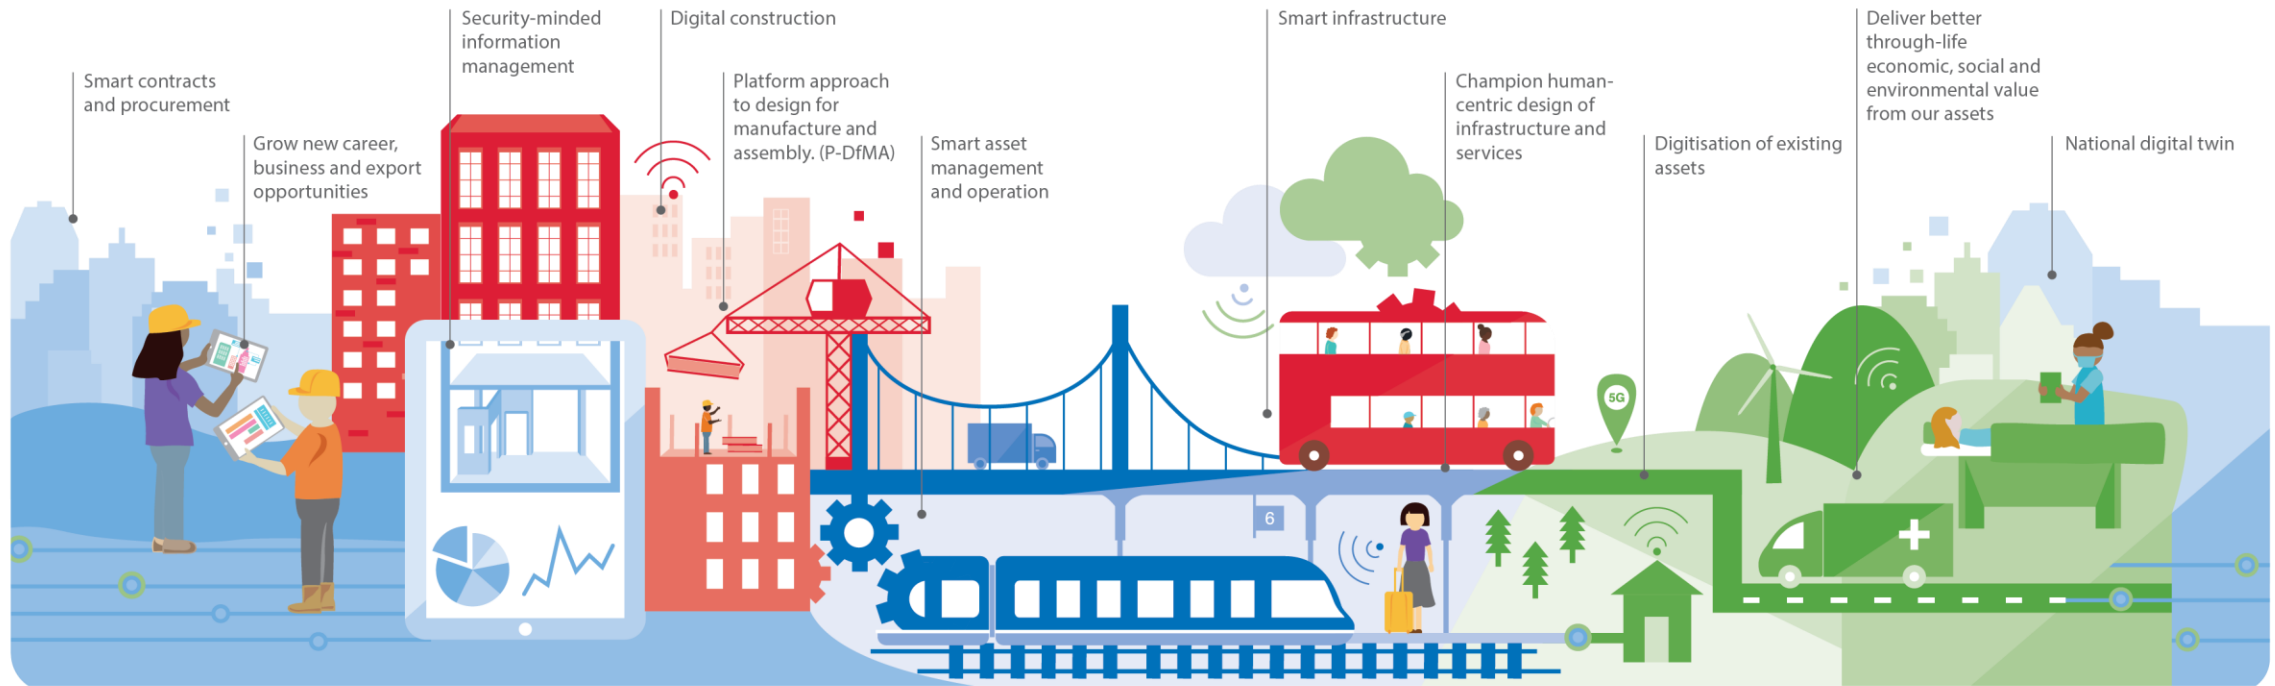 Smart contracts
and procurement
Grow new career,
business and export
opportunities
Security-minded
information
management
Digital construction
Platform approach
to design for
manufacture and
assembly. (P-DfMA)
Smart asset
management
and operation
Smart infrastructure
Champion human-
centric design of
infrastructure and
services
Digitisation of existing
assets
Deliver better
through-life
economic, social and
environmental value
from our assets
National digital twin
5G
6